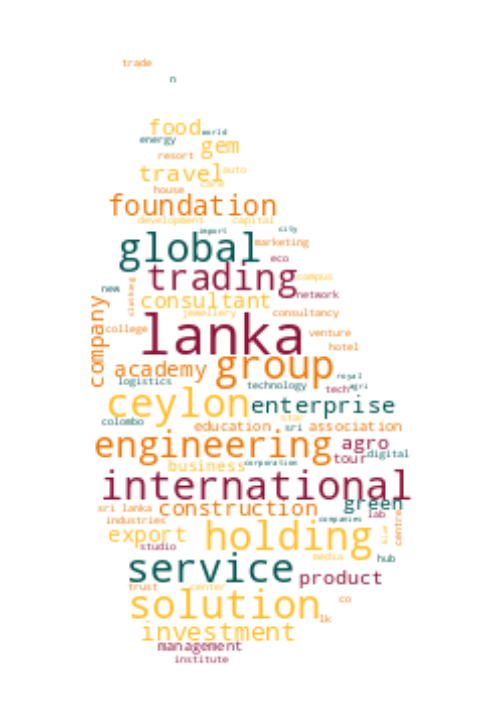 trade
n
food world
energy gem
resort
travel auto
house care
foundation
development capital
import city
global marketing
eco
trading campus
new clothing network
consultant
company jewellery consultancy
college lanka venture
hotel
academy group royal
logistics technology tech agri
ceylon enterprise
star
colombo education sri association
engineering agro
tour digital
business corporation
international
green
sri lanka construction lab
industries companies centre
export holding blue
studio
media hub
service product
trust center
solution co
lk
investment
management
institute